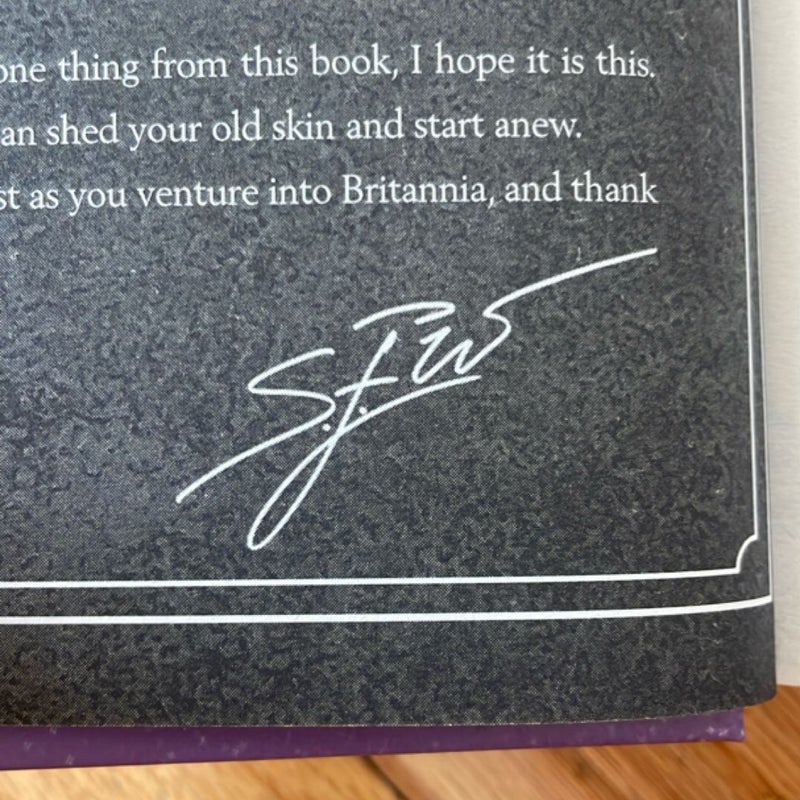 one thing from this book, I hope it is this.
an shed your old skin and start anew.
st as you venture into Britannia, and thank
S.F.W